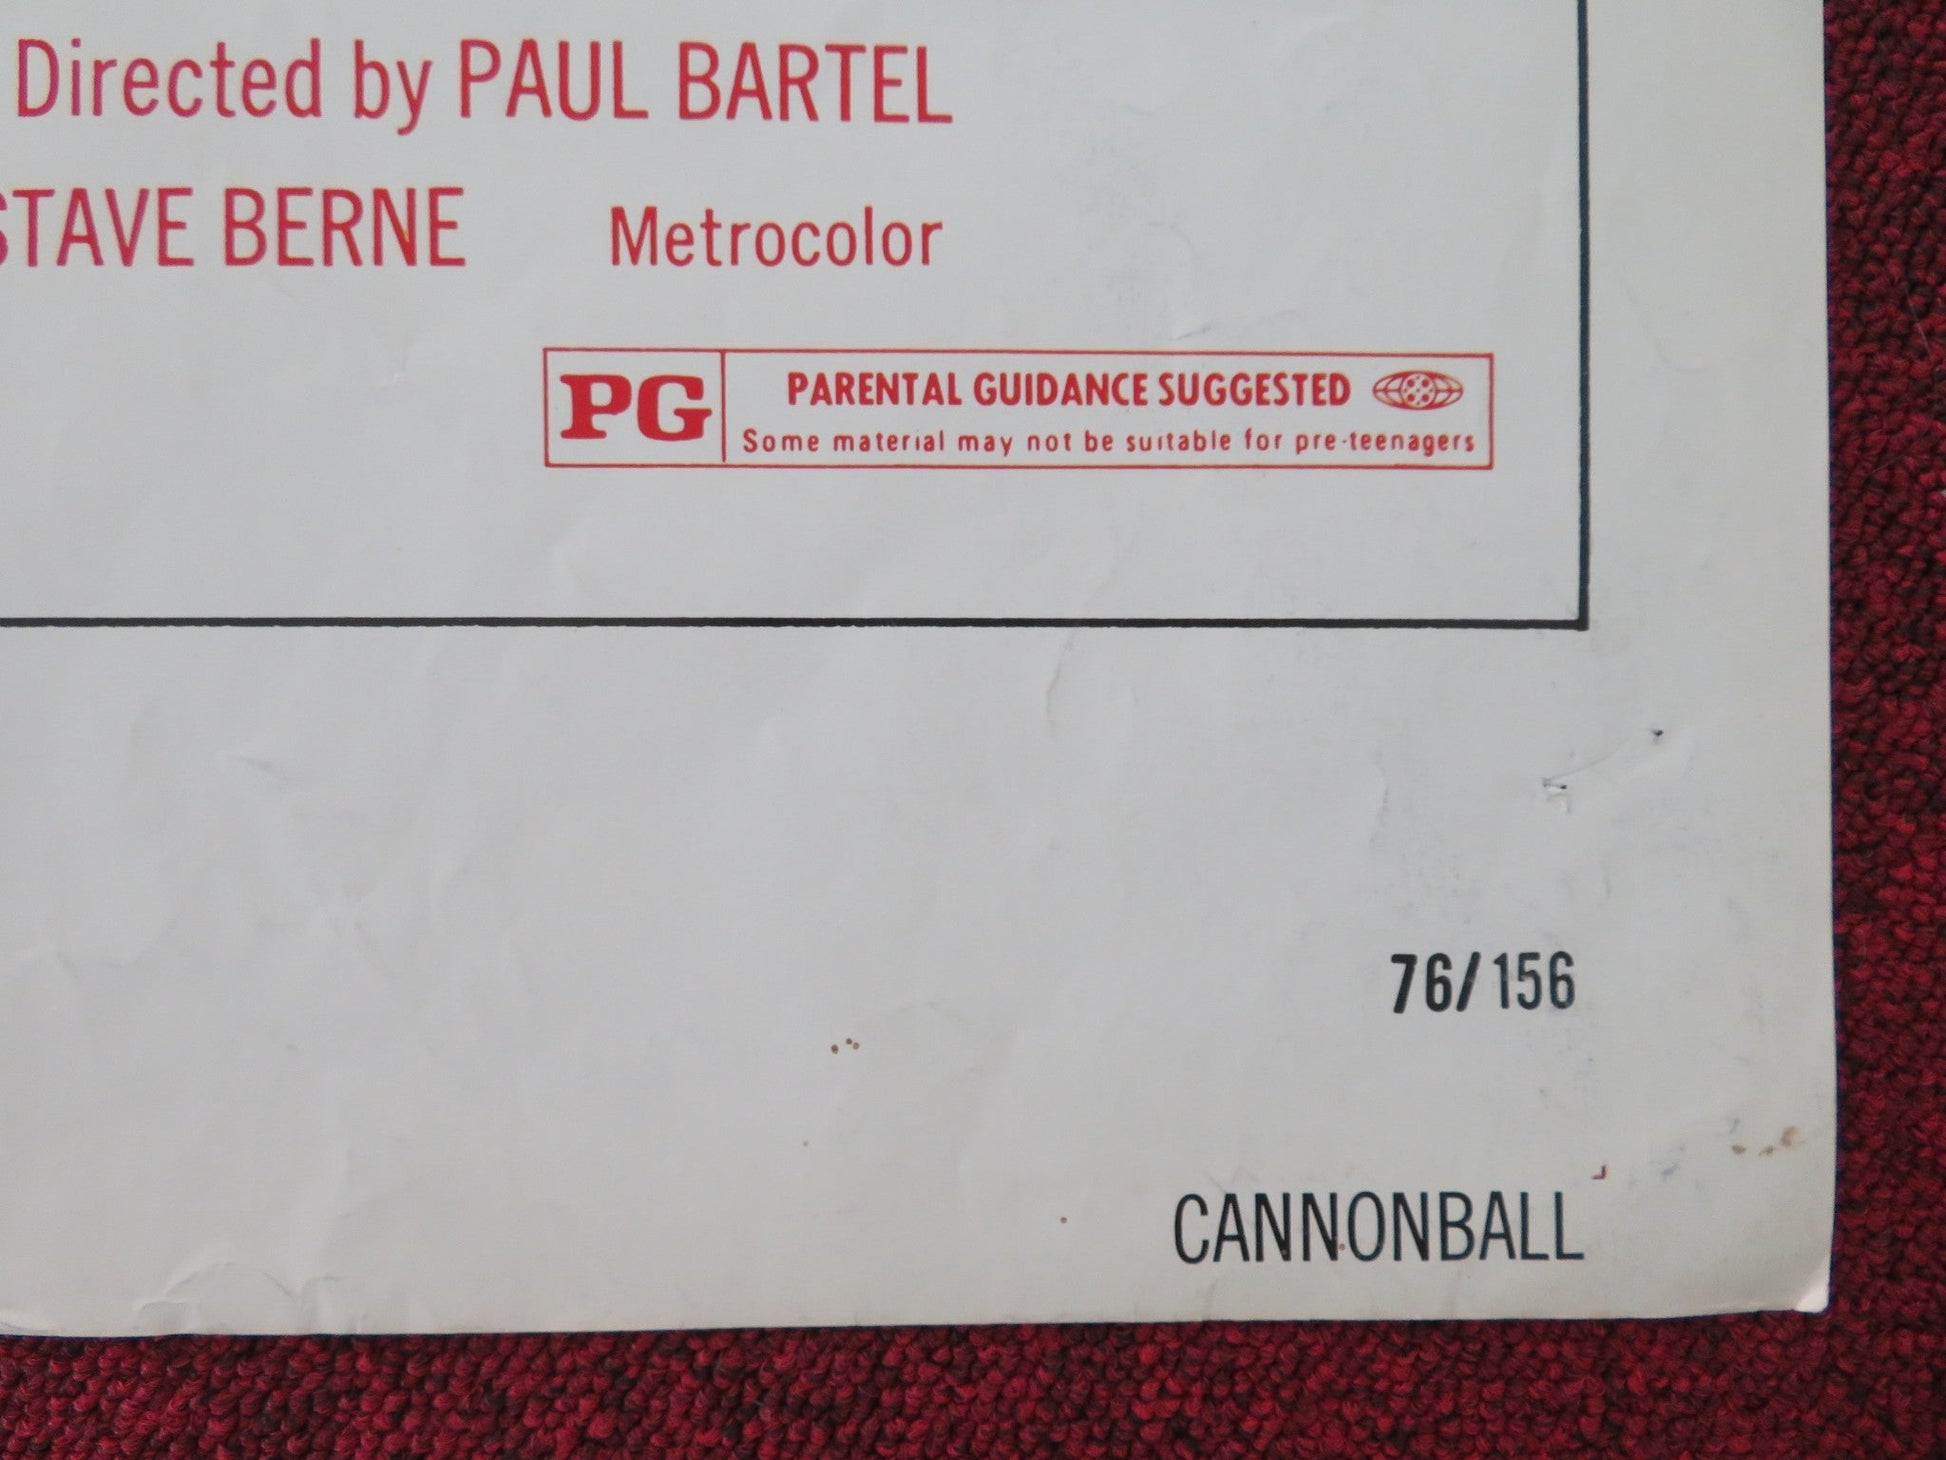 Directed by PAUL BARTEL
STAVE BERNE Metrocolor
PG PARENTAL GUIDANCE SUGGESTED
Some material may not be suitable for pre-teenagers
76/156
CANNONBALL